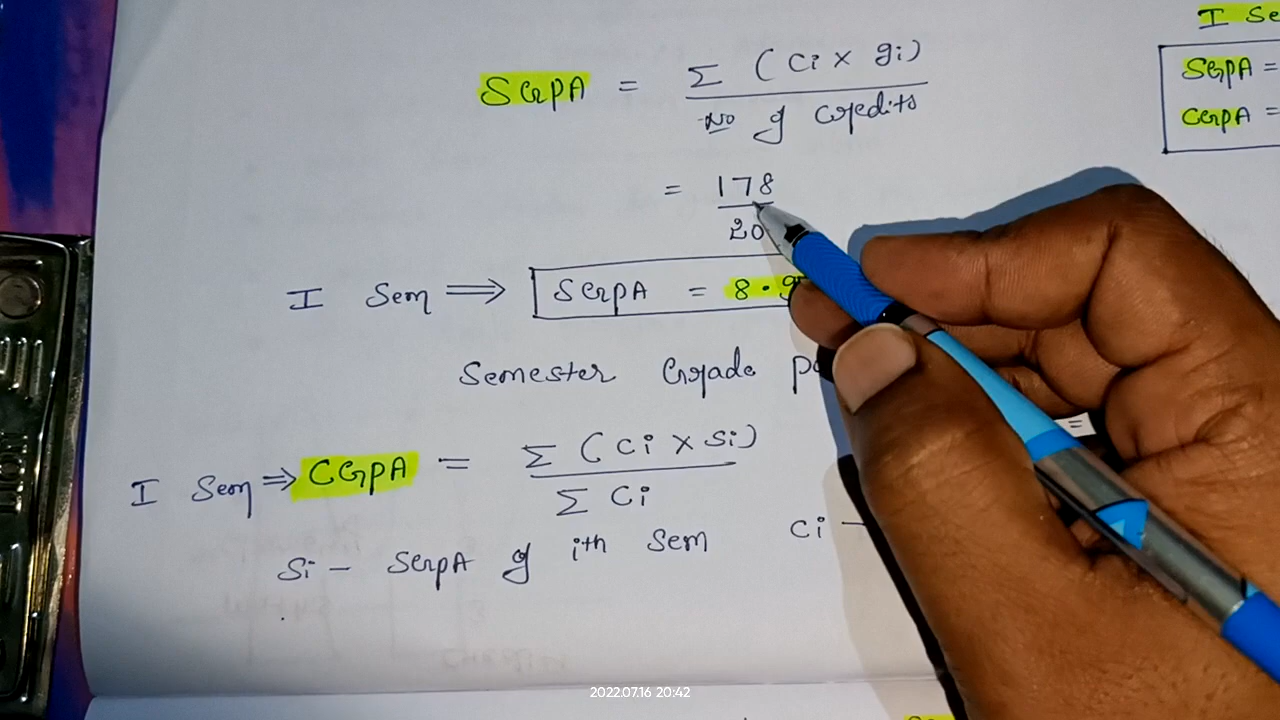 I Se
SGPA = Σ (Ci x gi)
No of credits
SGPA =
CGPA =
= 178
20
I Sem ⟹ SGPA = 8.9
Semester Grade Po
I Sem ⟹ CGPA = Σ (Ci x Si)
Σ Ci
=
Si - SGPA of ith Sem Ci -
2022.07.16 20:42